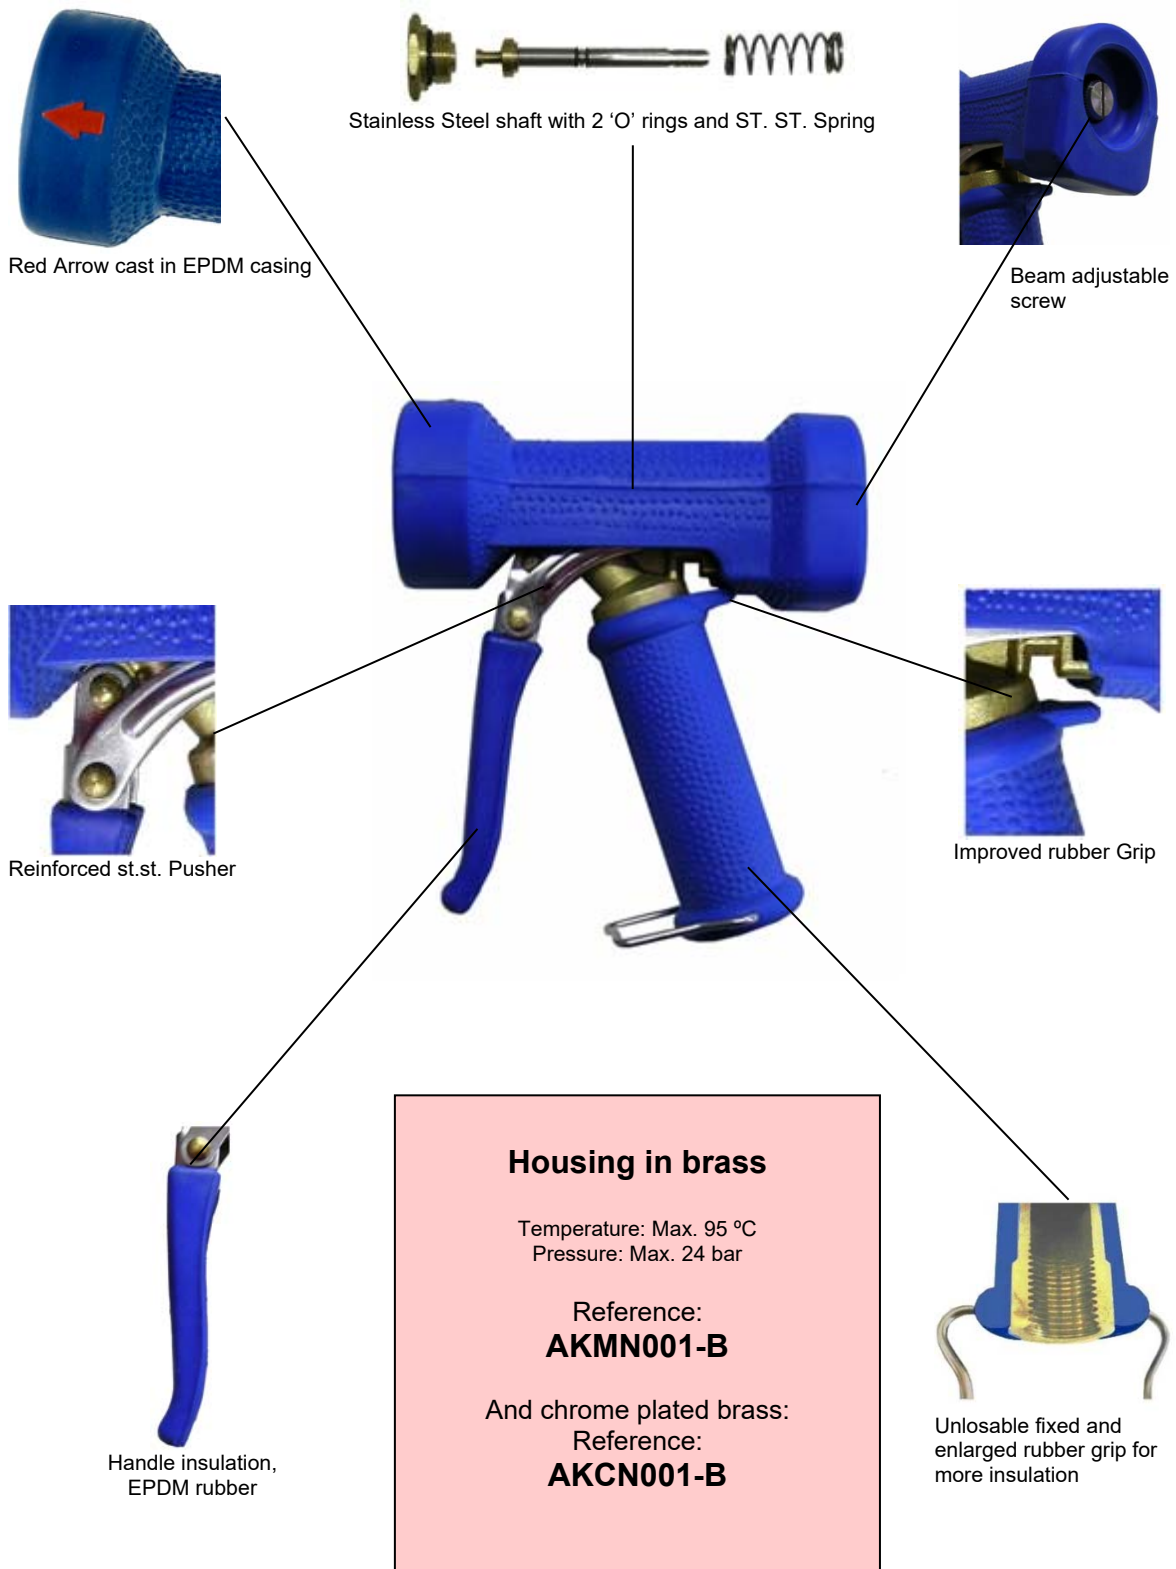 Stainless Steel shaft with 2 ‘O’ rings and ST. ST. Spring
Red Arrow cast in EPDM casing
Beam adjustable
screw
Reinforced st.st. Pusher
Improved rubber Grip
Housing in brass
Temperature: Max. 95 ºC
Pressure: Max. 24 bar
Reference:
AKMN001-B
And chrome plated brass:
Reference:
AKCN001-B
Handle insulation,
EPDM rubber
Unlosable fixed and
enlarged rubber grip for
more insulation